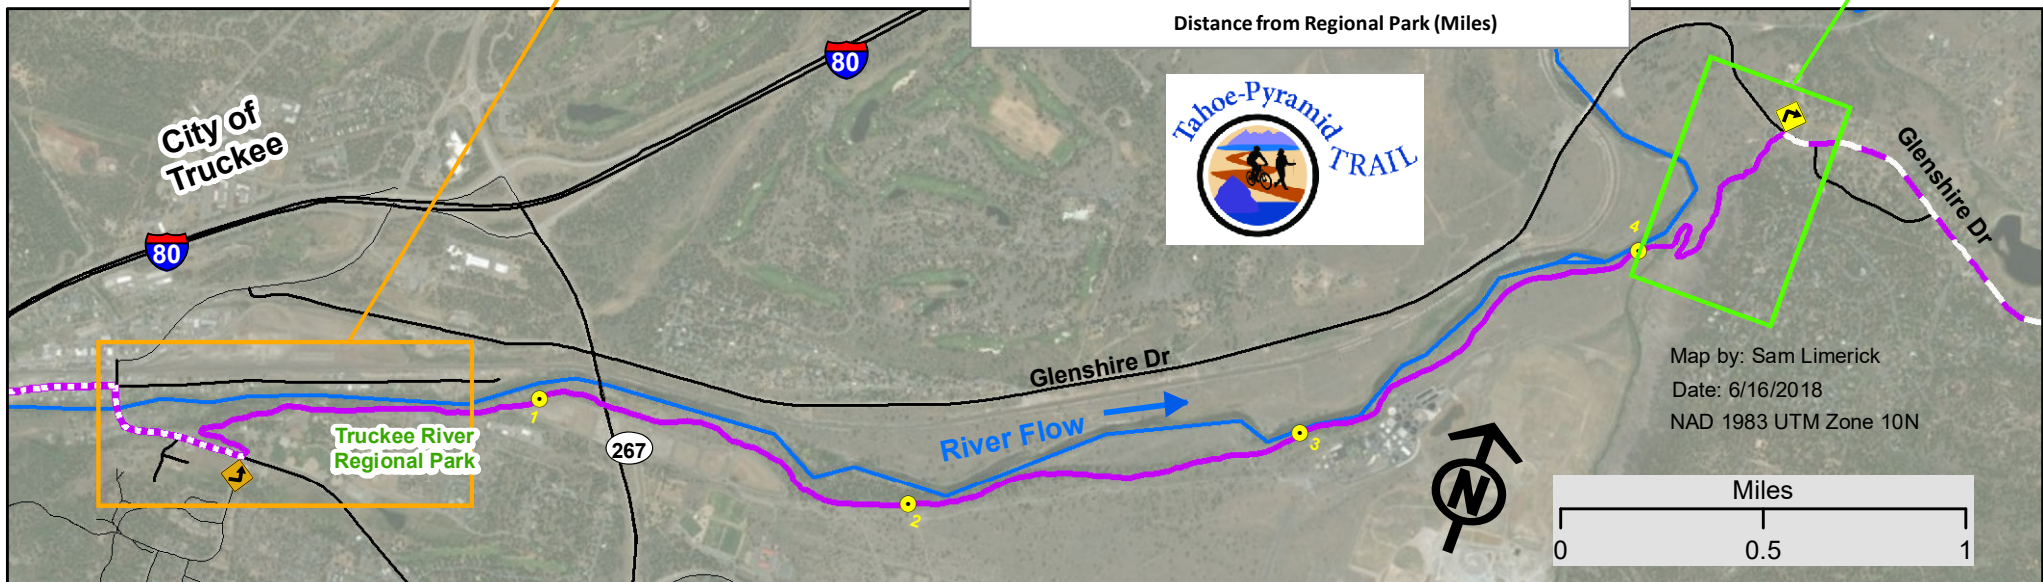 Distance from Regional Park (Miles)
80
City of
Truckee
Tahoe-Pyramid
TRAIL
Glenshire Dr
80
4
Map by: Sam Limerick
Date: 6/16/2018
NAD 1983 UTM Zone 10N
Glenshire Dr
1
River Flow
Truckee River
Regional Park
267
3
2
N
Miles
0 0.5 1